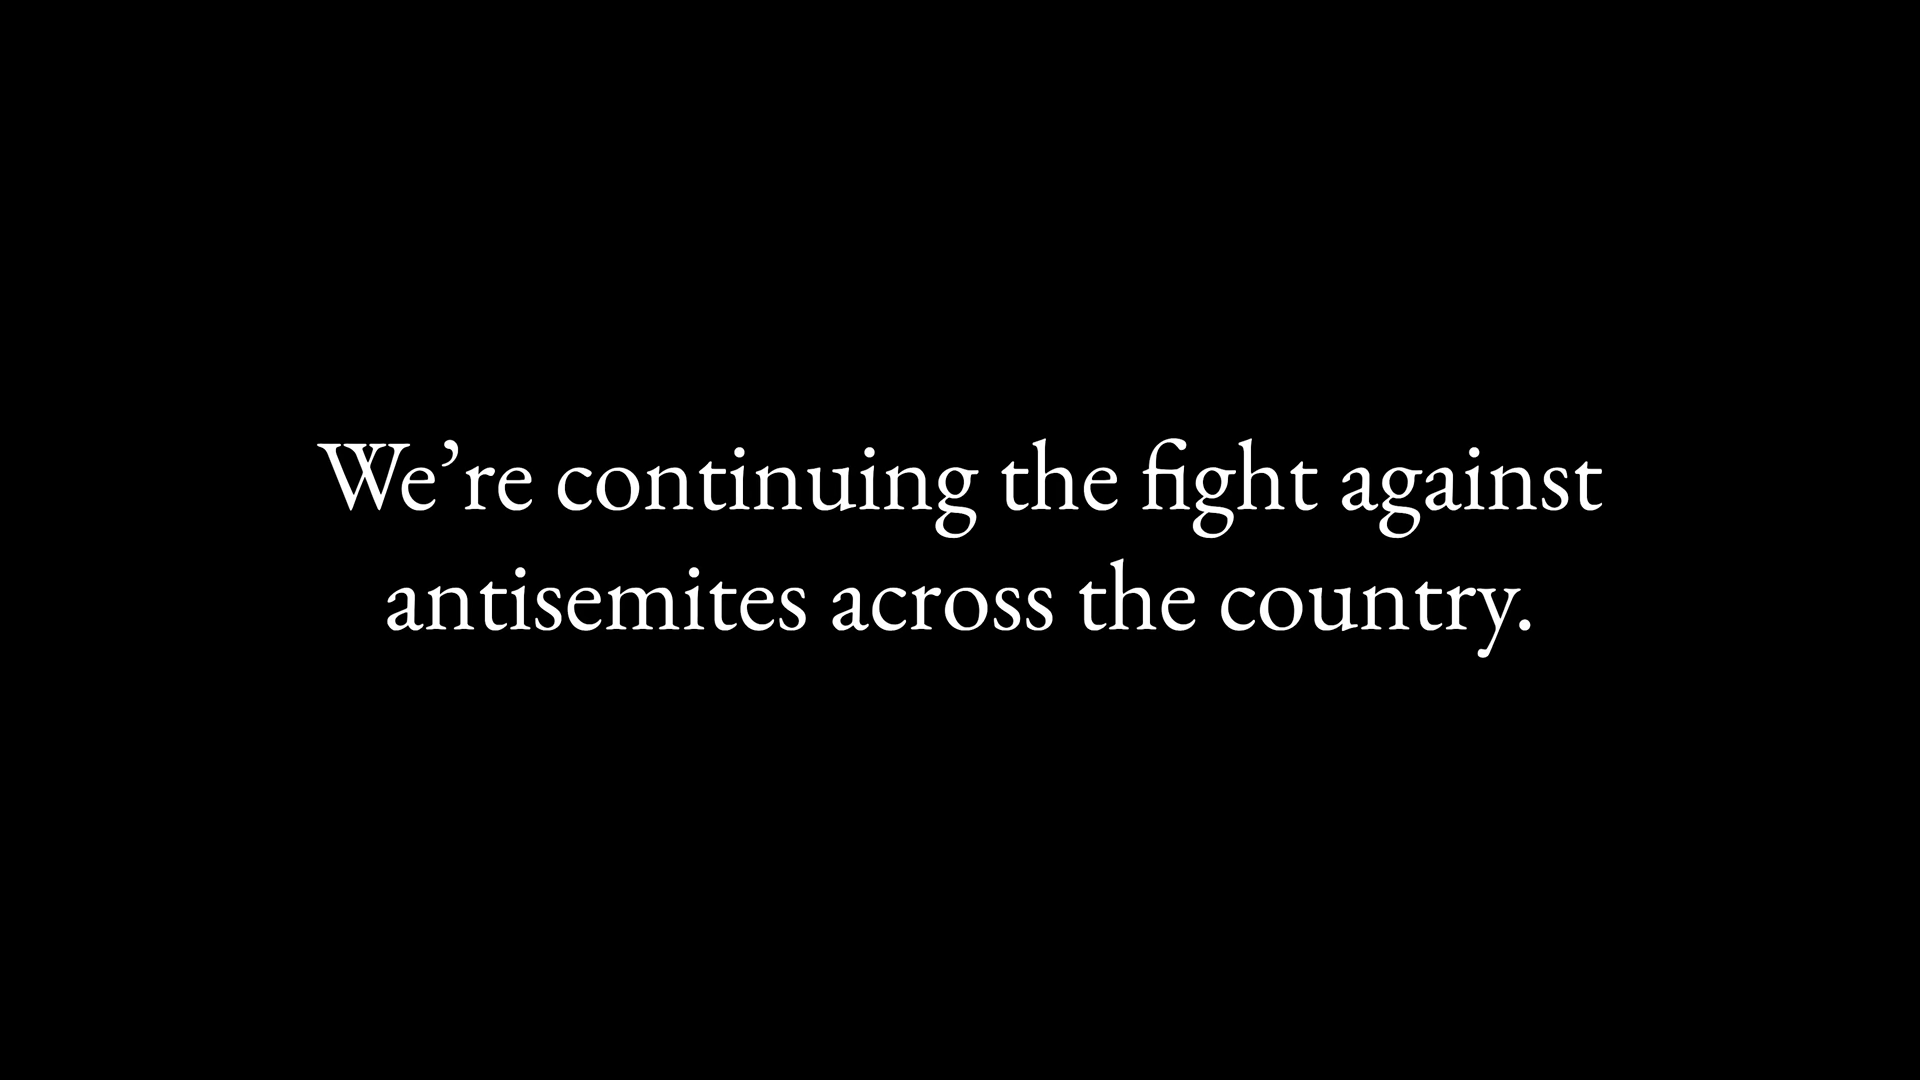 We’re continuing the fight against
antisemites across the country.